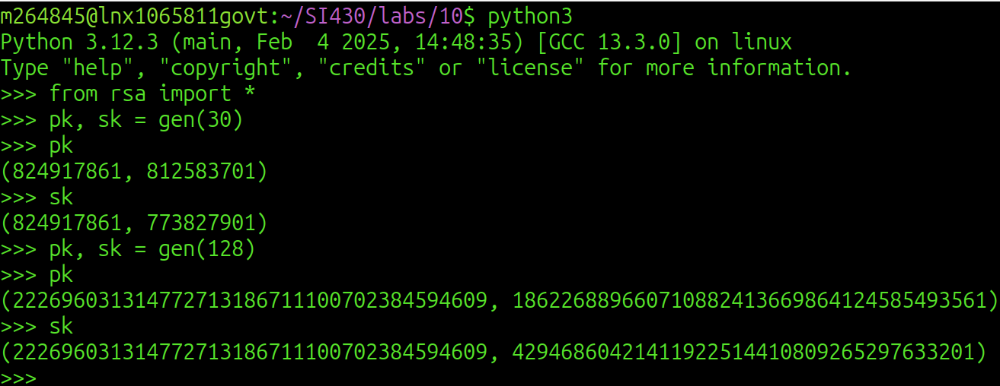 m264845@lnx1065811govt:~/SI430/labs/10$ python3
Python 3.12.3 (main, Feb  4 2025, 14:48:35) [GCC 13.3.0] on linux
Type "help", "copyright", "credits" or "license" for more information.
>>> from rsa import *
>>> pk, sk = gen(30)
>>> pk
(824917861, 812583701)
>>> sk
(824917861, 773827901)
>>> pk, sk = gen(128)
>>> pk
(222696031314772713186711100702384594609, 186226889660710882413669864124585493561)
>>> sk
(222696031314772713186711100702384594609, 42946860421411922514410809265297633201)
>>>